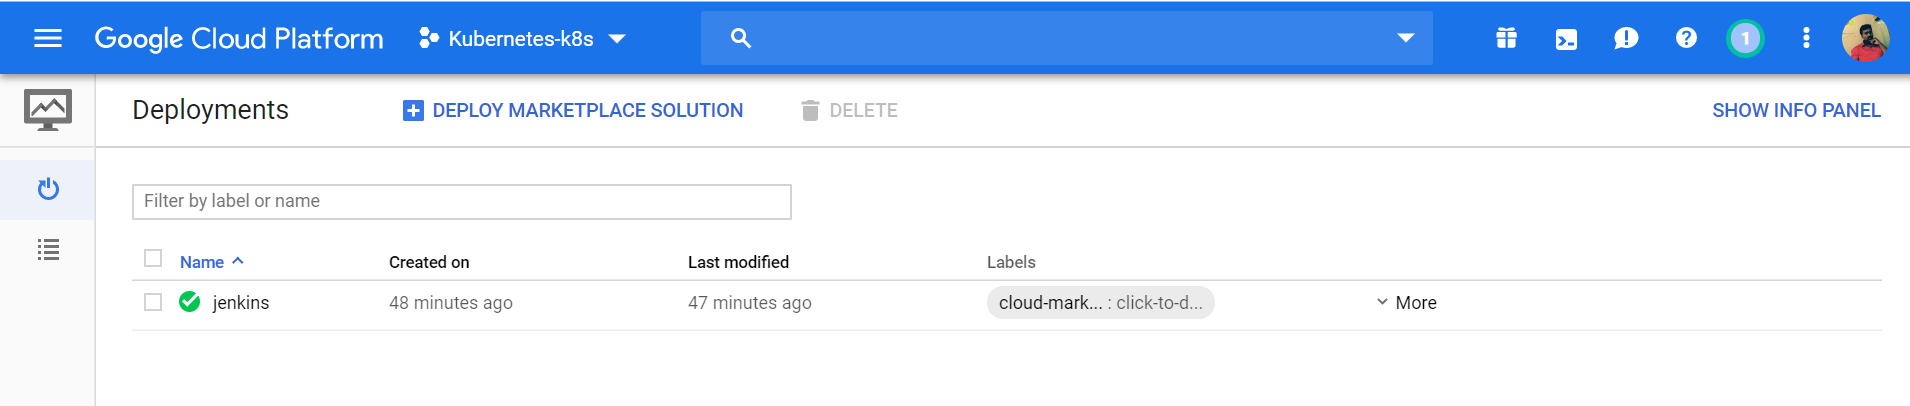 Google Cloud Platform Kubernetes-k8s 1
Deployments DEPLOY MARKETPLACE SOLUTION DELETE SHOW INFO PANEL
Filter by label or name
Name Created on Last modified Labels
jenkins 48 minutes ago 47 minutes ago cloud-mark... : click-to-d... More